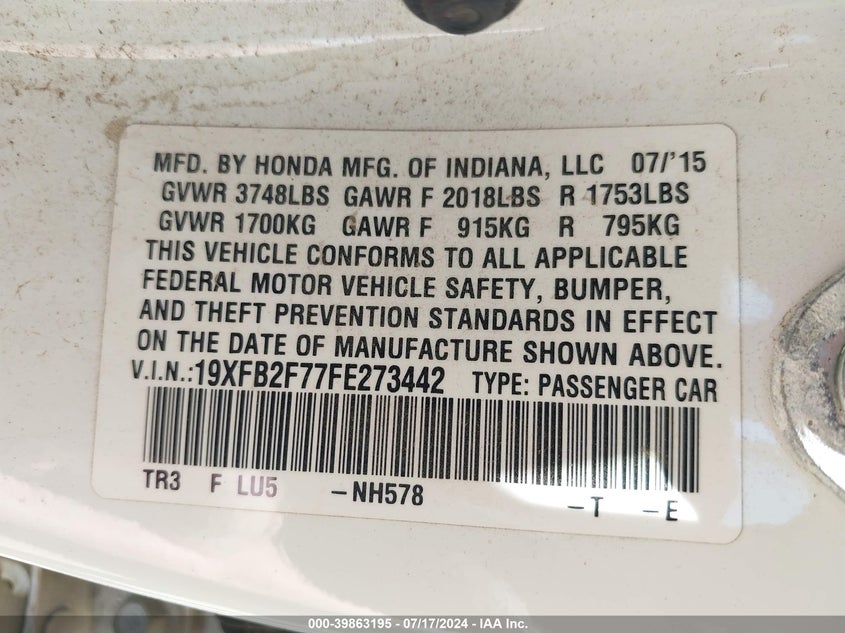 MFD. BY HONDA MFG. OF INDIANA, LLC 07/'15
GVWR 3748LBS GAWR F 2018LBS R 1753LBS
GVWR 1700KG GAWR F 915KG R 795KG
THIS VEHICLE CONFORMS TO ALL APPLICABLE
FEDERAL MOTOR VEHICLE SAFETY, BUMPER,
AND THEFT PREVENTION STANDARDS IN EFFECT
ON THE DATE OF MANUFACTURE SHOWN ABOVE.
V.I.N.:19XFB2F77FE273442 TYPE: PASSENGER CAR
TR3 F LU5 -NH578 -T -E
000-39863195 - 07/17/2024 - IAA Inc.